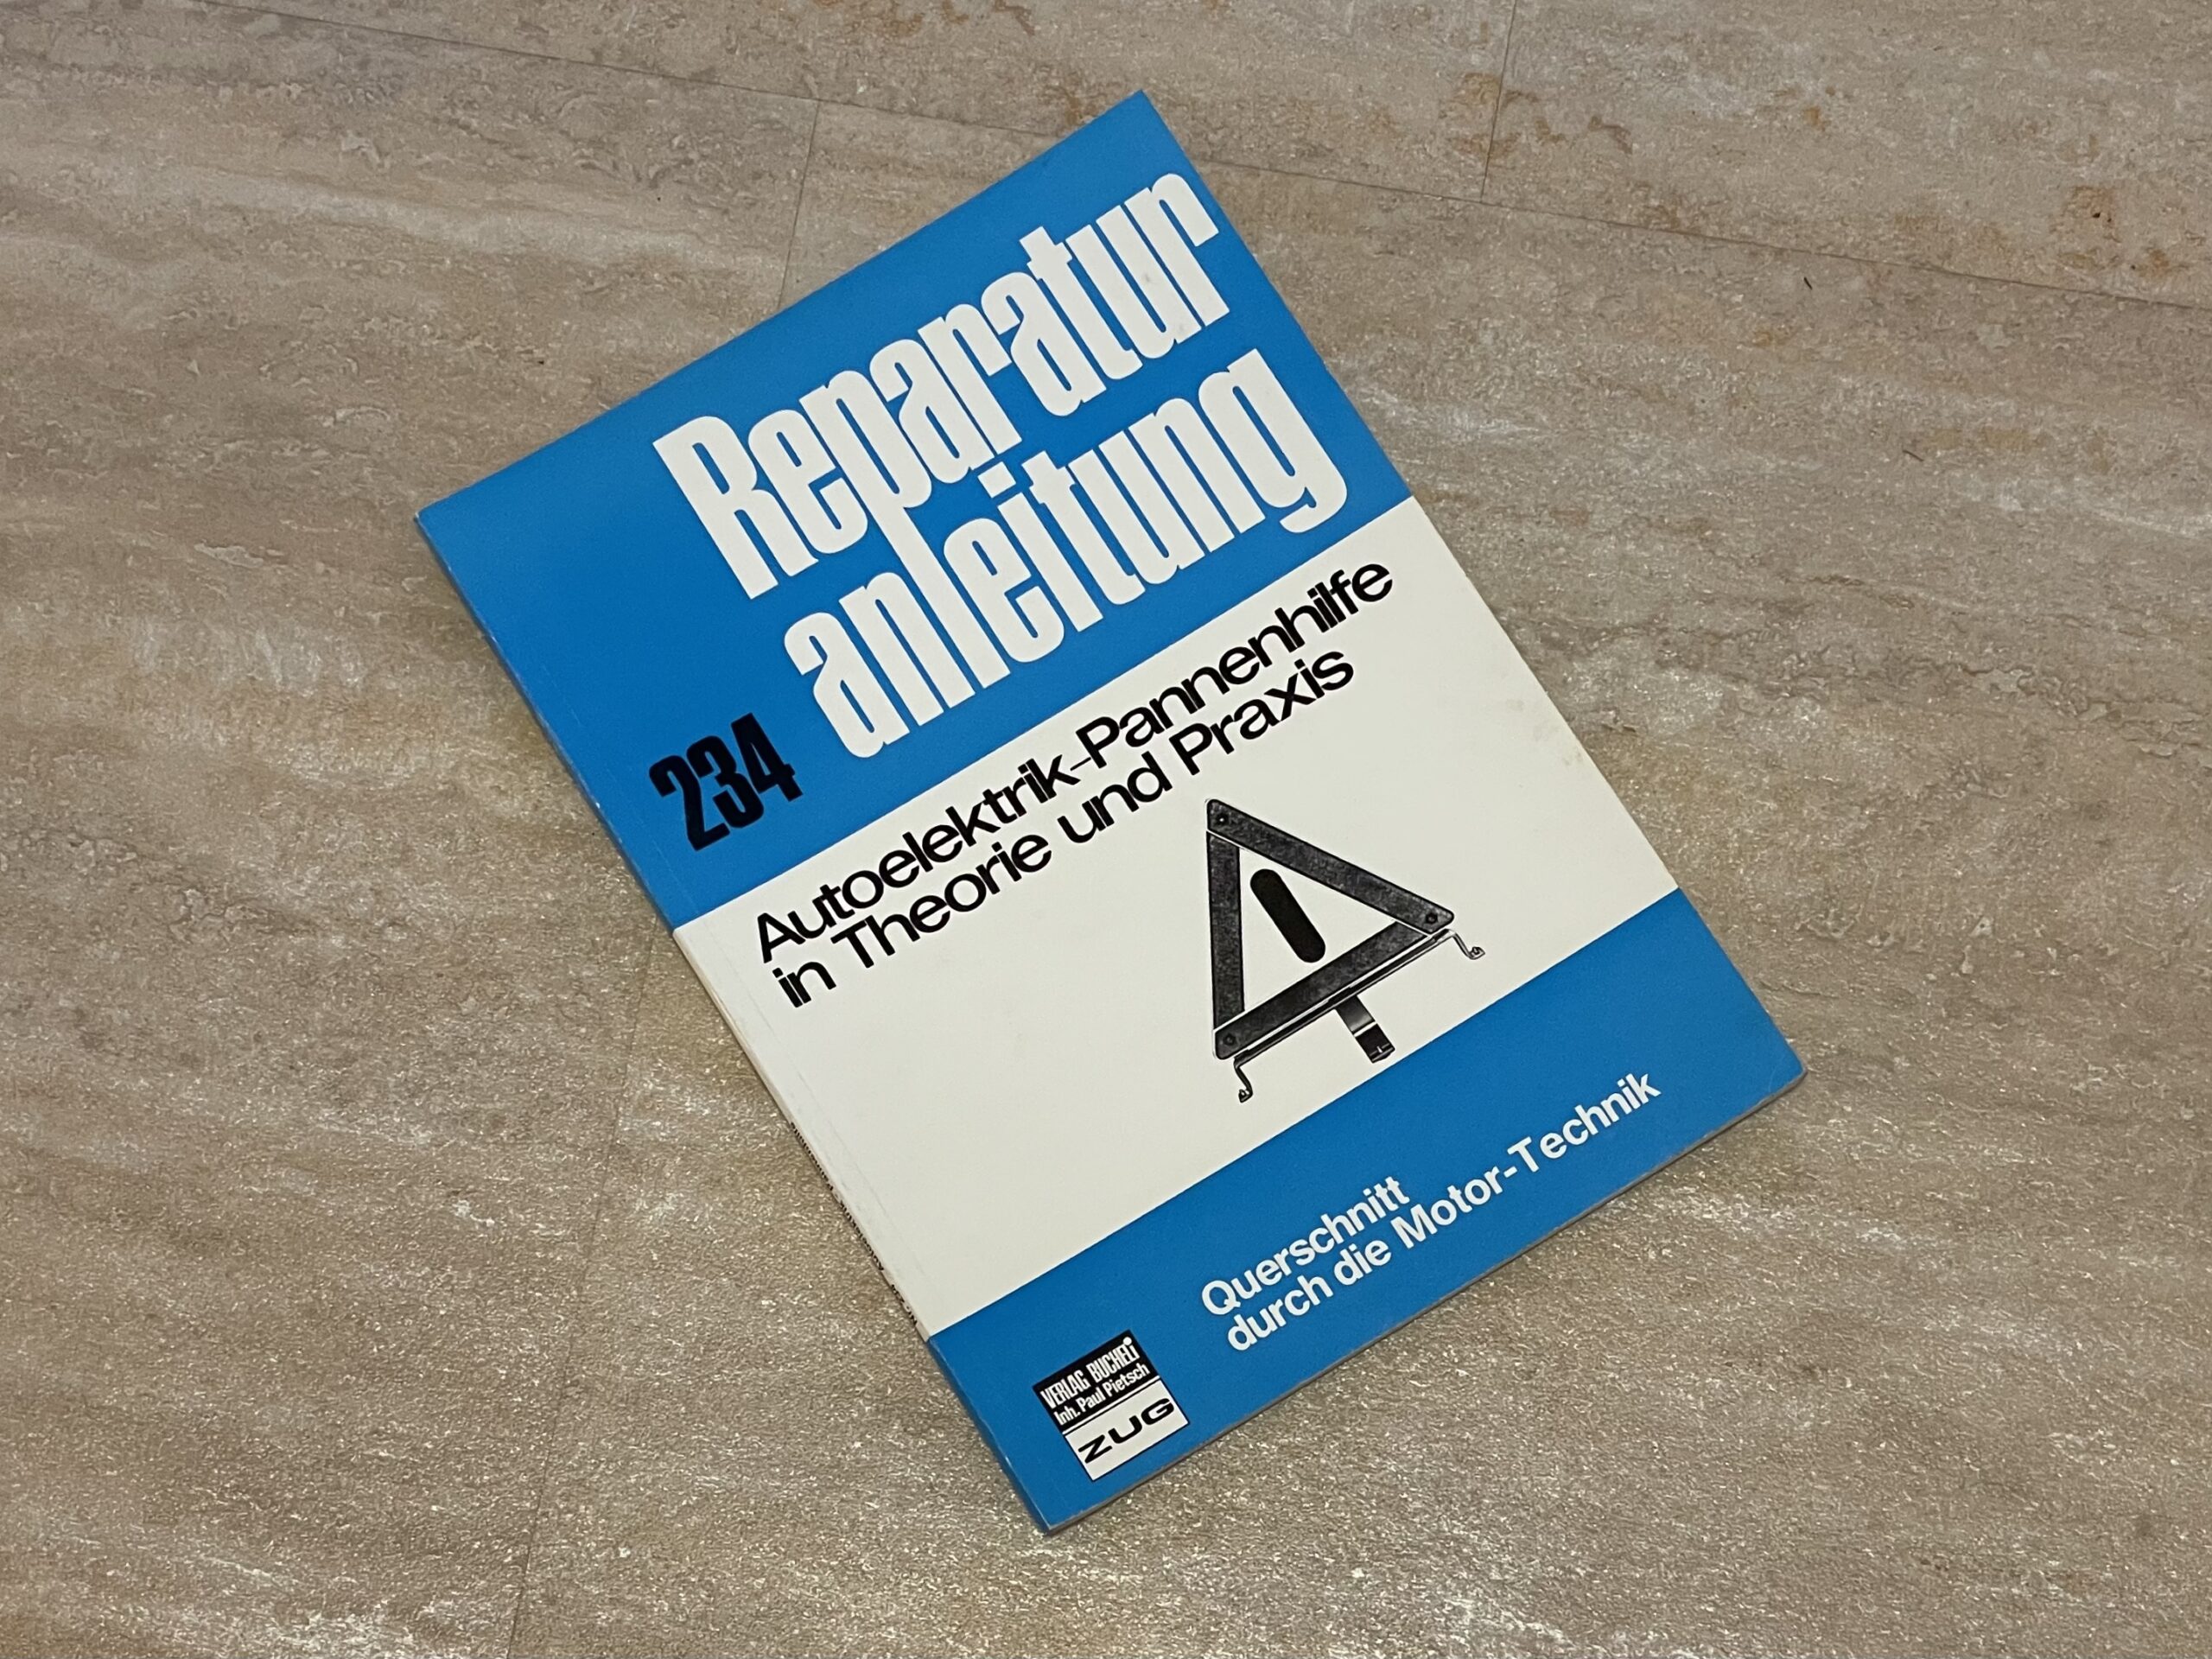 Reparatur
anleitung
234
Autoelektrik-Pannenhilfe
in Theorie und Praxis
Querschnitt
durch die Motor-Technik
VERLAG BUCHELi
Inh. Paul Pietsch
ZUG